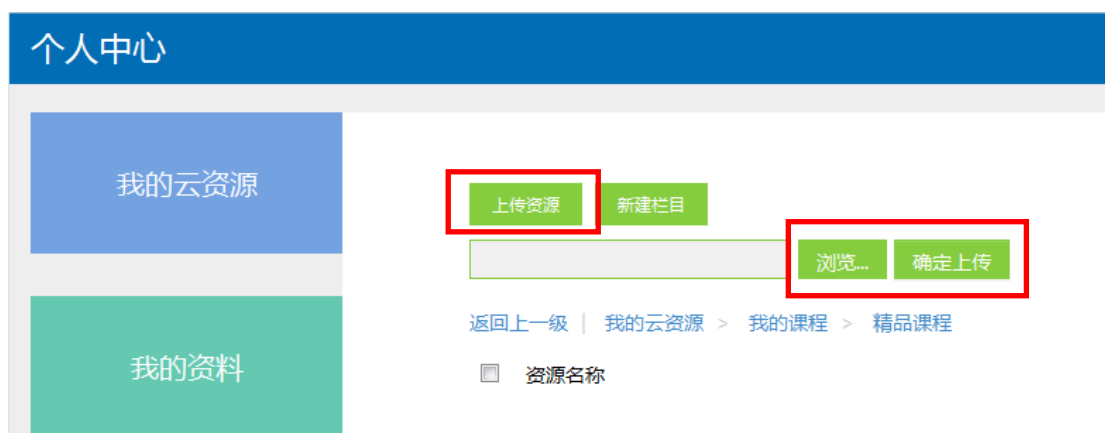 个人中心
我的云资源
上传资源 新建栏目
浏览... 确定上传
返回上一级 | 我的云资源 > 我的课程 > 精品课程
我的资料
资源名称